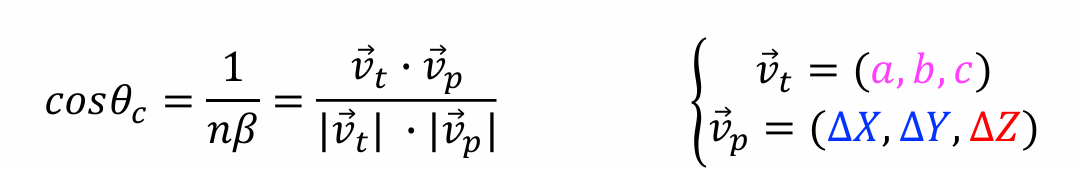 cosθ_c = 1/(nβ) = (v⃗_t · v⃗_p)/(|v⃗_t| · |v⃗_p|)
{ v⃗_t = (a, b, c)
v⃗_p = (ΔX, ΔY, ΔZ)